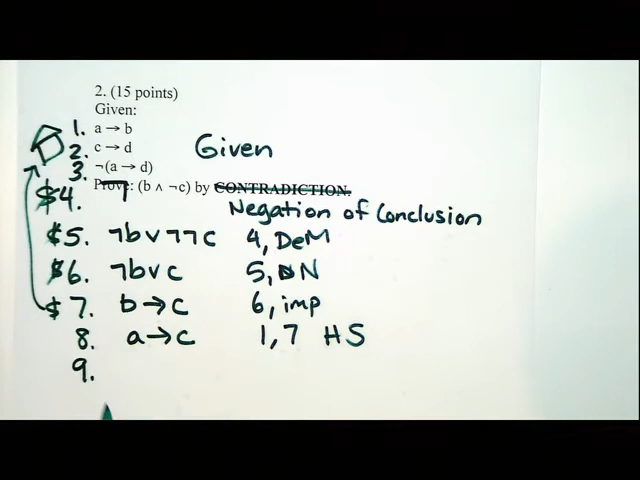 2. (15 points)
Given:
1. a → b
2. c → d Given
3. ¬(a → d)
$4. ¬ Prove: (b ∧ ¬c) by CONTRADICTION.
Negation of Conclusion
$5. ¬b∨¬¬c 4, DeM
$6. ¬b∨c 5, DN
$7. b→c 6, imp
8. a→c 1,7 HS
9.